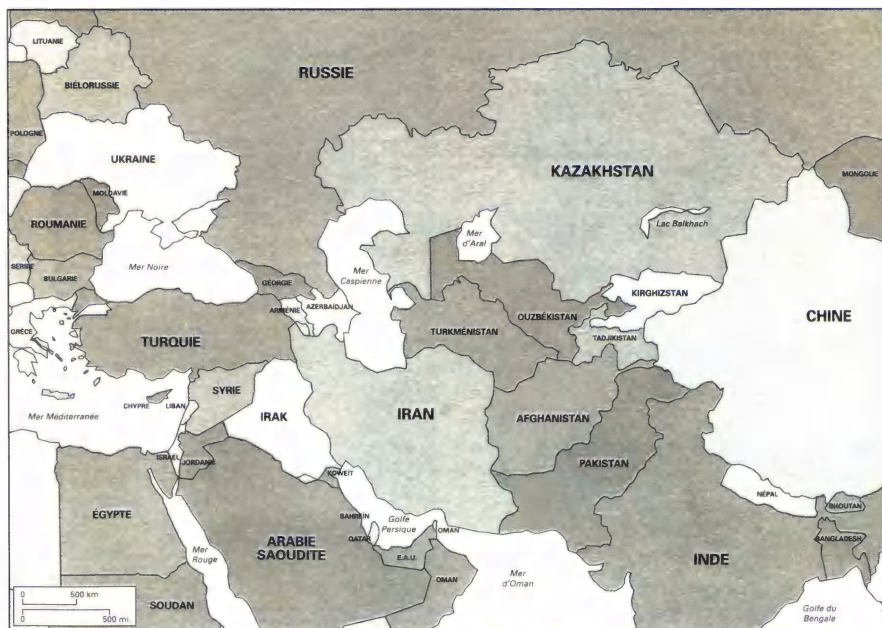 LITUANIE
RUSSIE
BIÉLORUSSIE
POLOGNE
UKRAINE
KAZAKHSTAN
MONGOLIE
MOLDAVIE
ROUMANIE
Lac Balkhach
Mer
d'Aral
Mer Noire
Mer
Caspienne
SERBIE
BULGARIE
GÉORGIE
KIRGHIZSTAN
ARMÉNIE
AZERBAÏDJAN
OUZBÉKISTAN
CHINE
GRÈCE
TURQUIE
TURKMÉNISTAN
TADJIKISTAN
SYRIE
CHYPRE
LIBAN
Mer Méditerranée
IRAK
IRAN
AFGHANISTAN
ISRAEL
JORDANIE
PAKISTAN
KOWEIT
NÉPAL
BHOUTAN
ÉGYPTE
BAHREIN
Golfe
Persique
OMAN
QATAR
ARABIE
SAOUDITE
BANGLADESH
Mer
Rouge
E.A.U.
INDE
OMAN
Mer
d'Oman
SOUDAN
Golfe du
Bengale
0 500 km
0 500 mi.